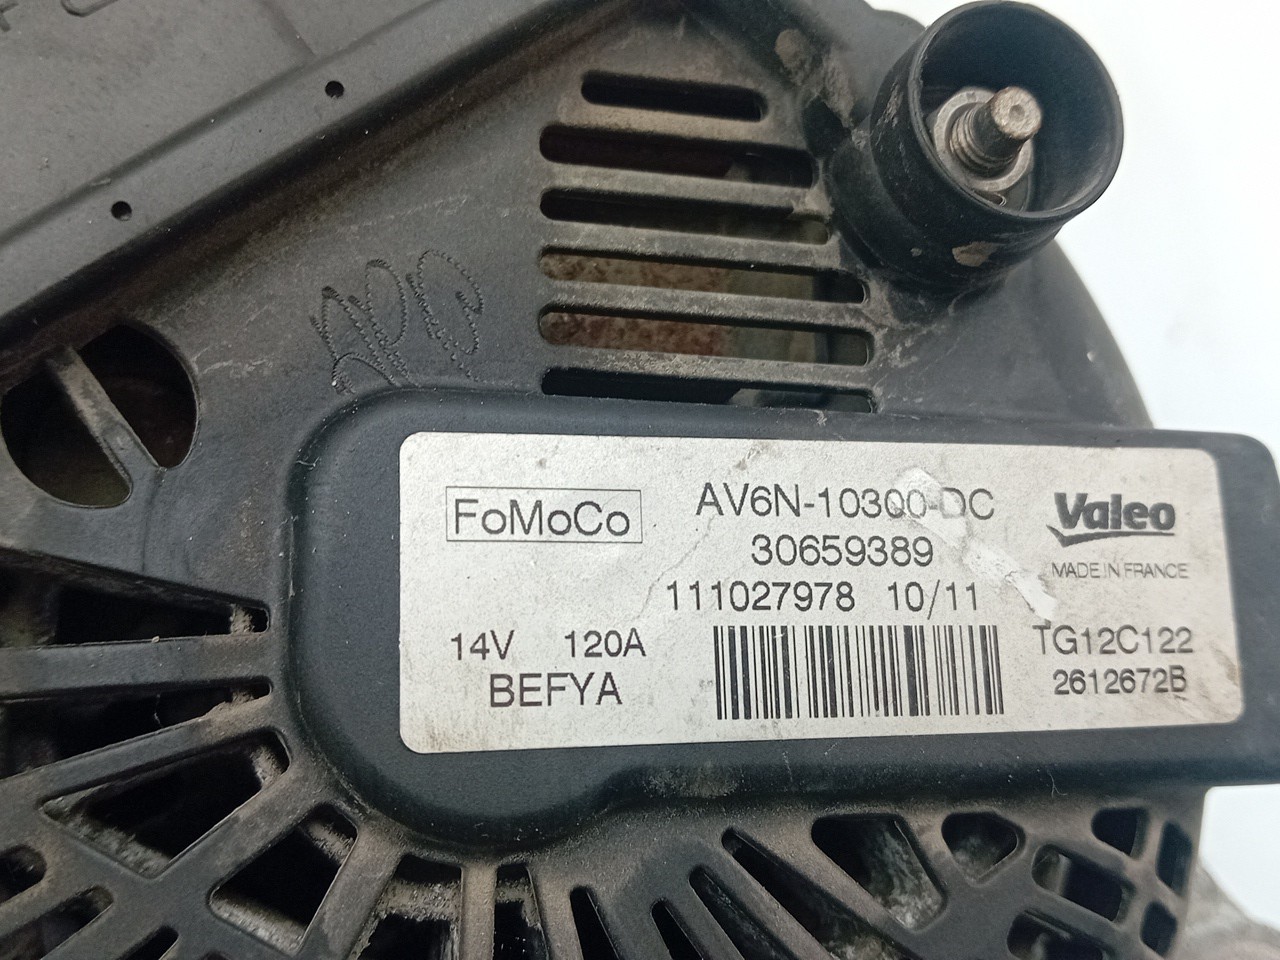 FoMoCo
AV6N-10300-DC
30659389
111027978 10/11
14V 120A
BEFYA
Valeo
MADE IN FRANCE
TG12C122
2612672B